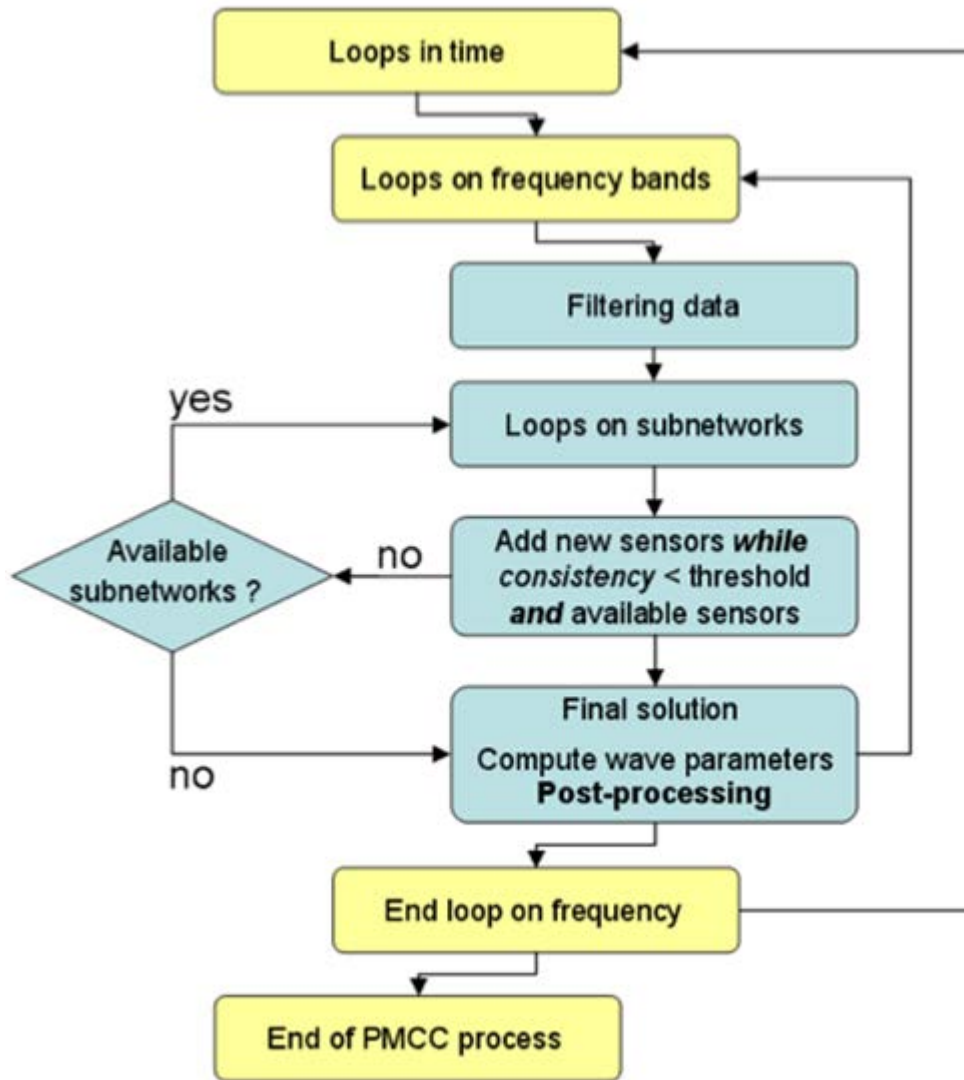 Loops in time
Loops on frequency bands
Filtering data
yes
Loops on subnetworks
Available
subnetworks ?
no
Add new sensors while
consistency < threshold
and available sensors
no
Final solution
Compute wave parameters
Post-processing
End loop on frequency
End of PMCC process